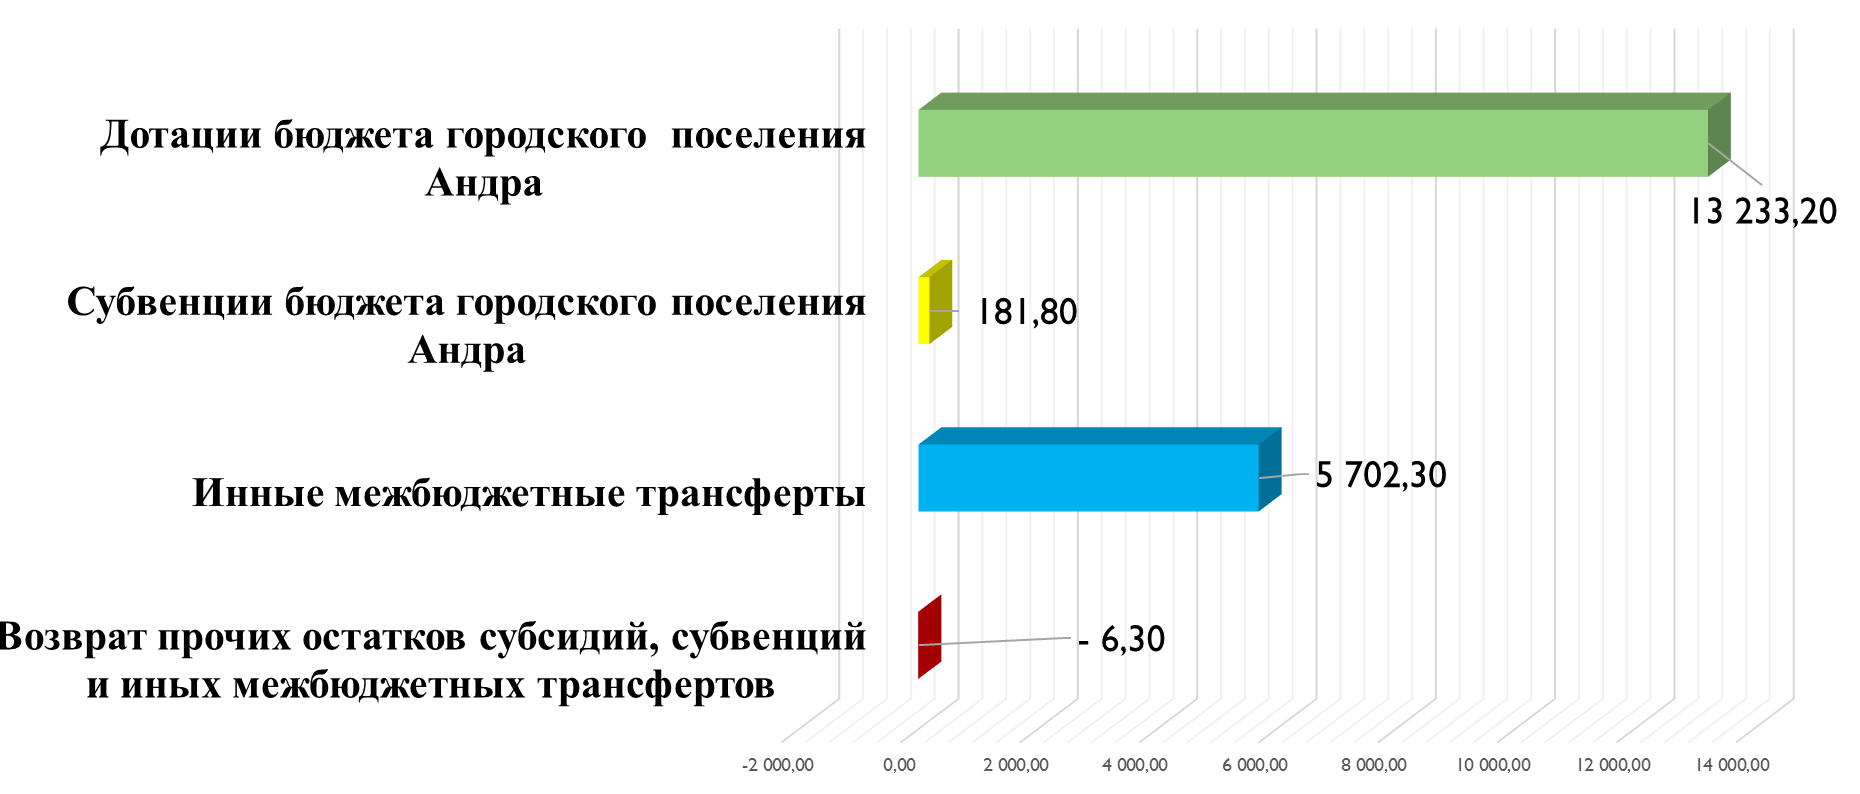 Дотации бюджета городского  поселения
Андра
13 233,20
Субвенции бюджета городского поселения
Андра
181,80
Инные межбюджетные трансферты
5 702,30
Возврат прочих остатков субсидий, субвенций
и иных межбюджетных трансфертов
- 6,30
-2 000,00 0,00 2 000,00 4 000,00 6 000,00 8 000,00 10 000,00 12 000,00 14 000,00